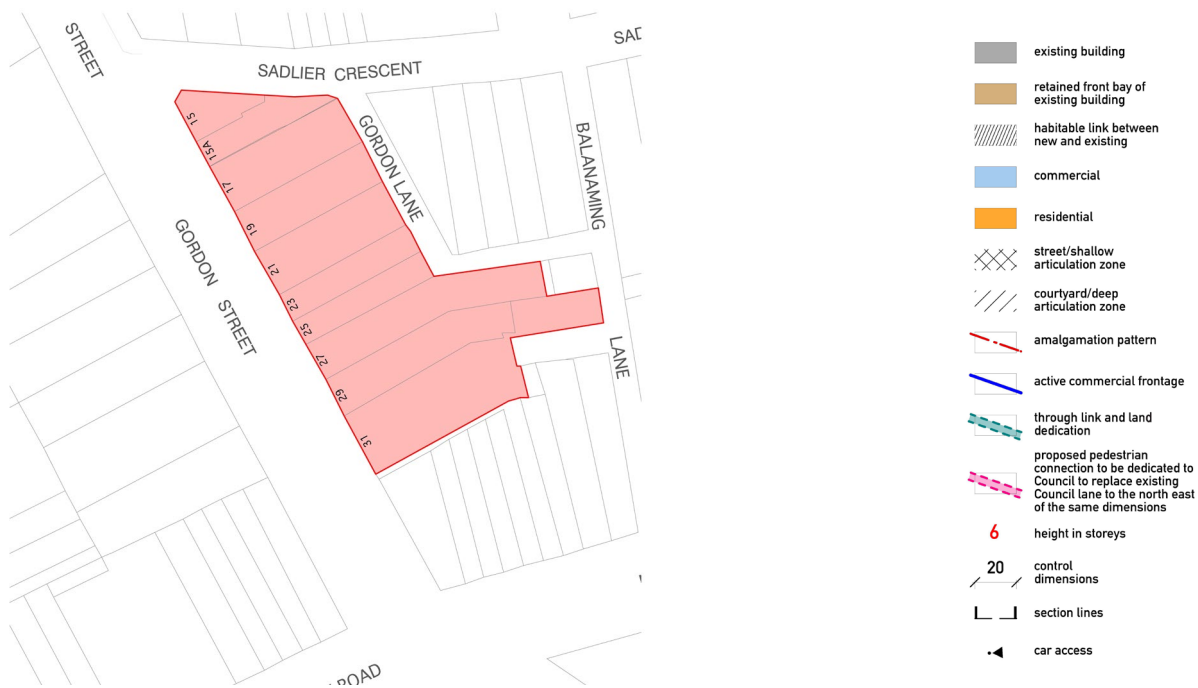 STREET
SAD
SADLIER CRESCENT
GORDON LANE
BALANAMING
LANE
15
15A
17
19
21
23
25
27
29
31
GORDON STREET
ROAD
existing building
retained front bay of
existing building
habitable link between
new and existing
commercial
residential
street/shallow
articulation zone
courtyard/deep
articulation zone
amalgamation pattern
active commercial frontage
through link and land
dedication
proposed pedestrian
connection to be dedicated to
Council to replace existing
Council lane to the north east
of the same dimensions
6
height in storeys
20
control
dimensions
section lines
car access